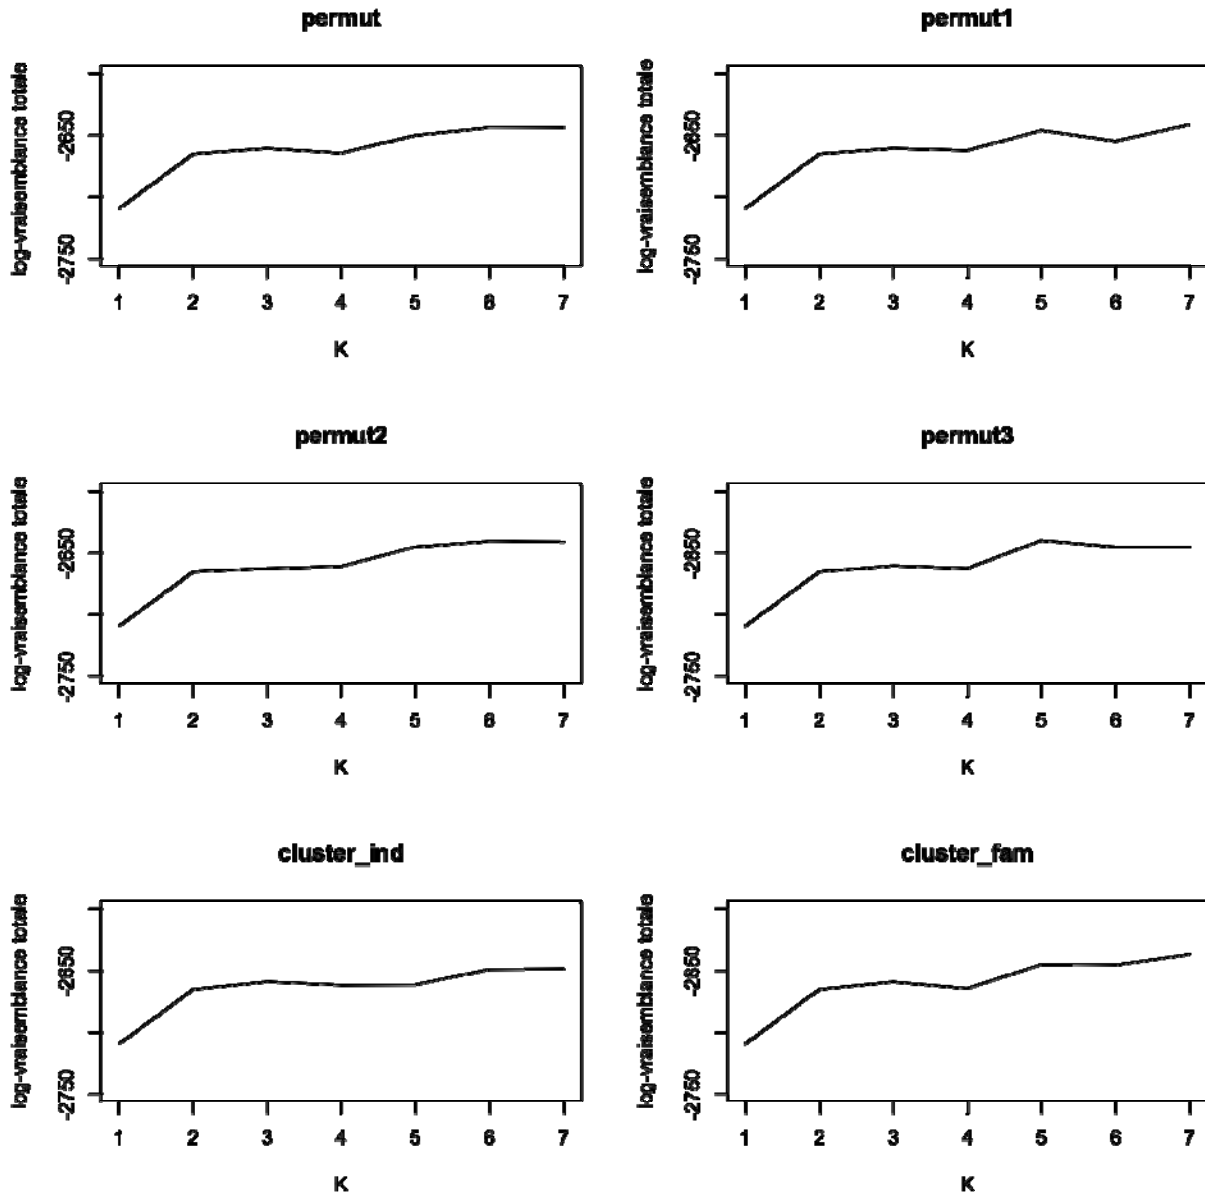 permut
log-vraisemblance totale
-2650
-2750
1 2 3 4 5 6 7
K
permut1
log-vraisemblance totale
-2650
-2750
1 2 3 4 5 6 7
K
permut2
log-vraisemblance totale
-2650
-2750
1 2 3 4 5 6 7
K
permut3
log-vraisemblance totale
-2650
-2750
1 2 3 4 5 6 7
K
cluster_ind
log-vraisemblance totale
-2650
-2750
1 2 3 4 5 6 7
K
cluster_fam
log-vraisemblance totale
-2650
-2750
1 2 3 4 5 6 7
K